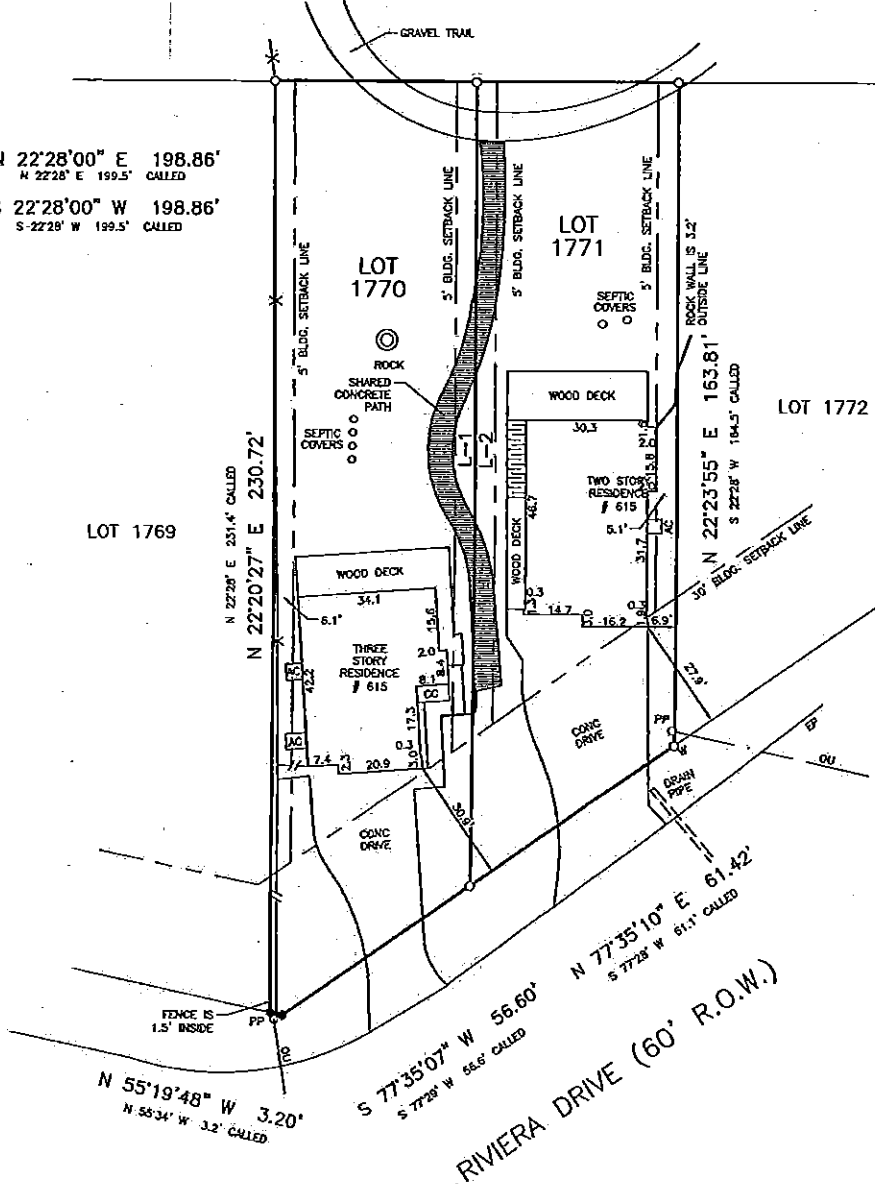 GRAVEL TRAIL
N 22°28'00" E 198.86'
N 22°28' E 199.5' CALLED
S 22°28'00" W 198.86'
S 22°28' W 199.5' CALLED
5' BLDG. SETBACK LINE
5' BLDG. SETBACK LINE
5' BLDG. SETBACK LINE
5' BLDG. SETBACK LINE
LOT
1770
LOT
1771
ROCK WALL IS 3.2'
OUTSIDE LINE
SEPTIC
COVERS
ROCK
SHARED
CONCRETE
PATH
SEPTIC
COVERS
L-1
L-2
WOOD DECK
30.3
2.0
15.8
TWO STORY
RESIDENCE
# 615
46.7
WOOD DECK
5.1'
AC
31.7
0.3
14.7
16.2
6.9'
N 22°23'55" E 163.81'
S 22°28' W 164.5' CALLED
LOT 1772
30' BLDG. SETBACK LINE
LOT 1769
N 22°28' E 231.4' CALLED
N 22°20'27" E 230.72'
WOOD DECK
34.1
15.6
6.1'
THREE
STORY
RESIDENCE
# 615
2.0
8.4
8.1
CC
42.2
17.3
AC
AC
0.3
3.0
7.4
2.3
20.9
27.9'
30.9'
CONC
DRIVE
CONC
DRIVE
PP
W
EP
OU
DRAIN
PIPE
FENCE IS
1.5' INSIDE
PP
OU
N 55°19'48" W 3.20'
N 55°34' W 3.2' CALLED
S 77°35'07" W 56.60'
S 77°28' W 56.6' CALLED
N 77°35'10" E 61.42'
S 77°28' W 61.1' CALLED
RIVIERA DRIVE (60' R.O.W.)